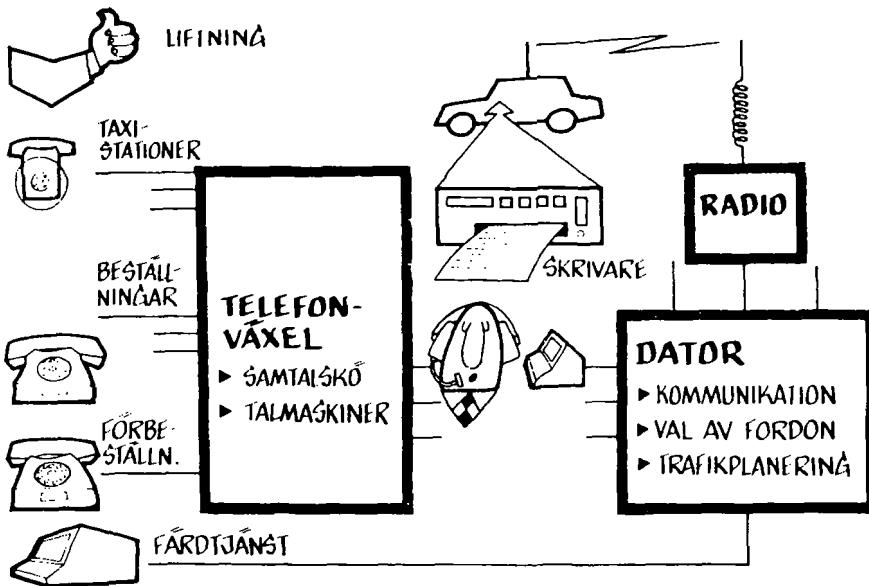 LIFTNING
TAXI-
STATIONER
BESTÄLL-
NINGAR
FÖRBE-
STÄLLN.
FÄRDTJÄNST
TELEFON-
VÄXEL
▸ SAMTALSKÖ
▸ TALMASKINER
SKRIVARE
RADIO
DATOR
▸ KOMMUNIKATION
▸ VAL AV FORDON
▸ TRAFIKPLANERING